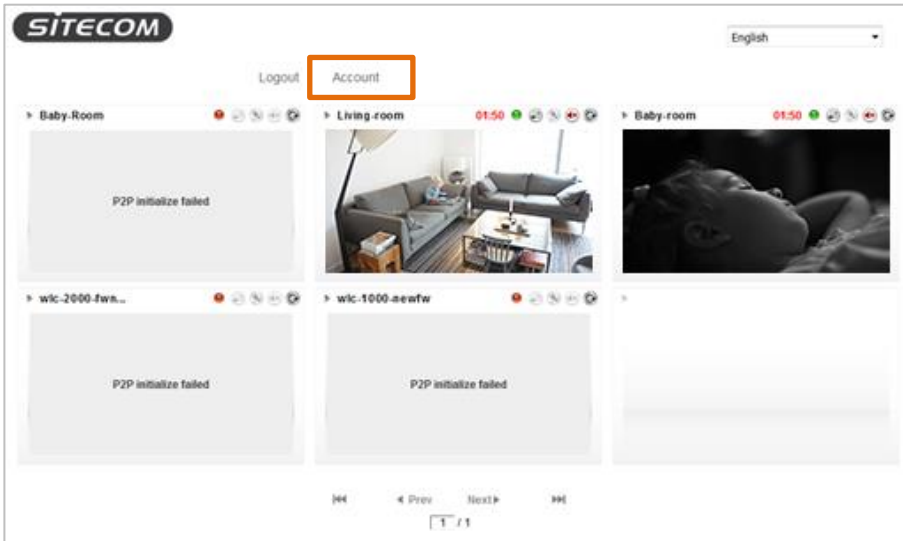 SITECOM
English
Logout Account
Baby-Room
Living-room 01:50
Baby-room 01:50
P2P initialize failed
wlc-2000-fwn...
wlc-1000-newfw
P2P initialize failed
P2P initialize failed
Prev Next
1 / 1